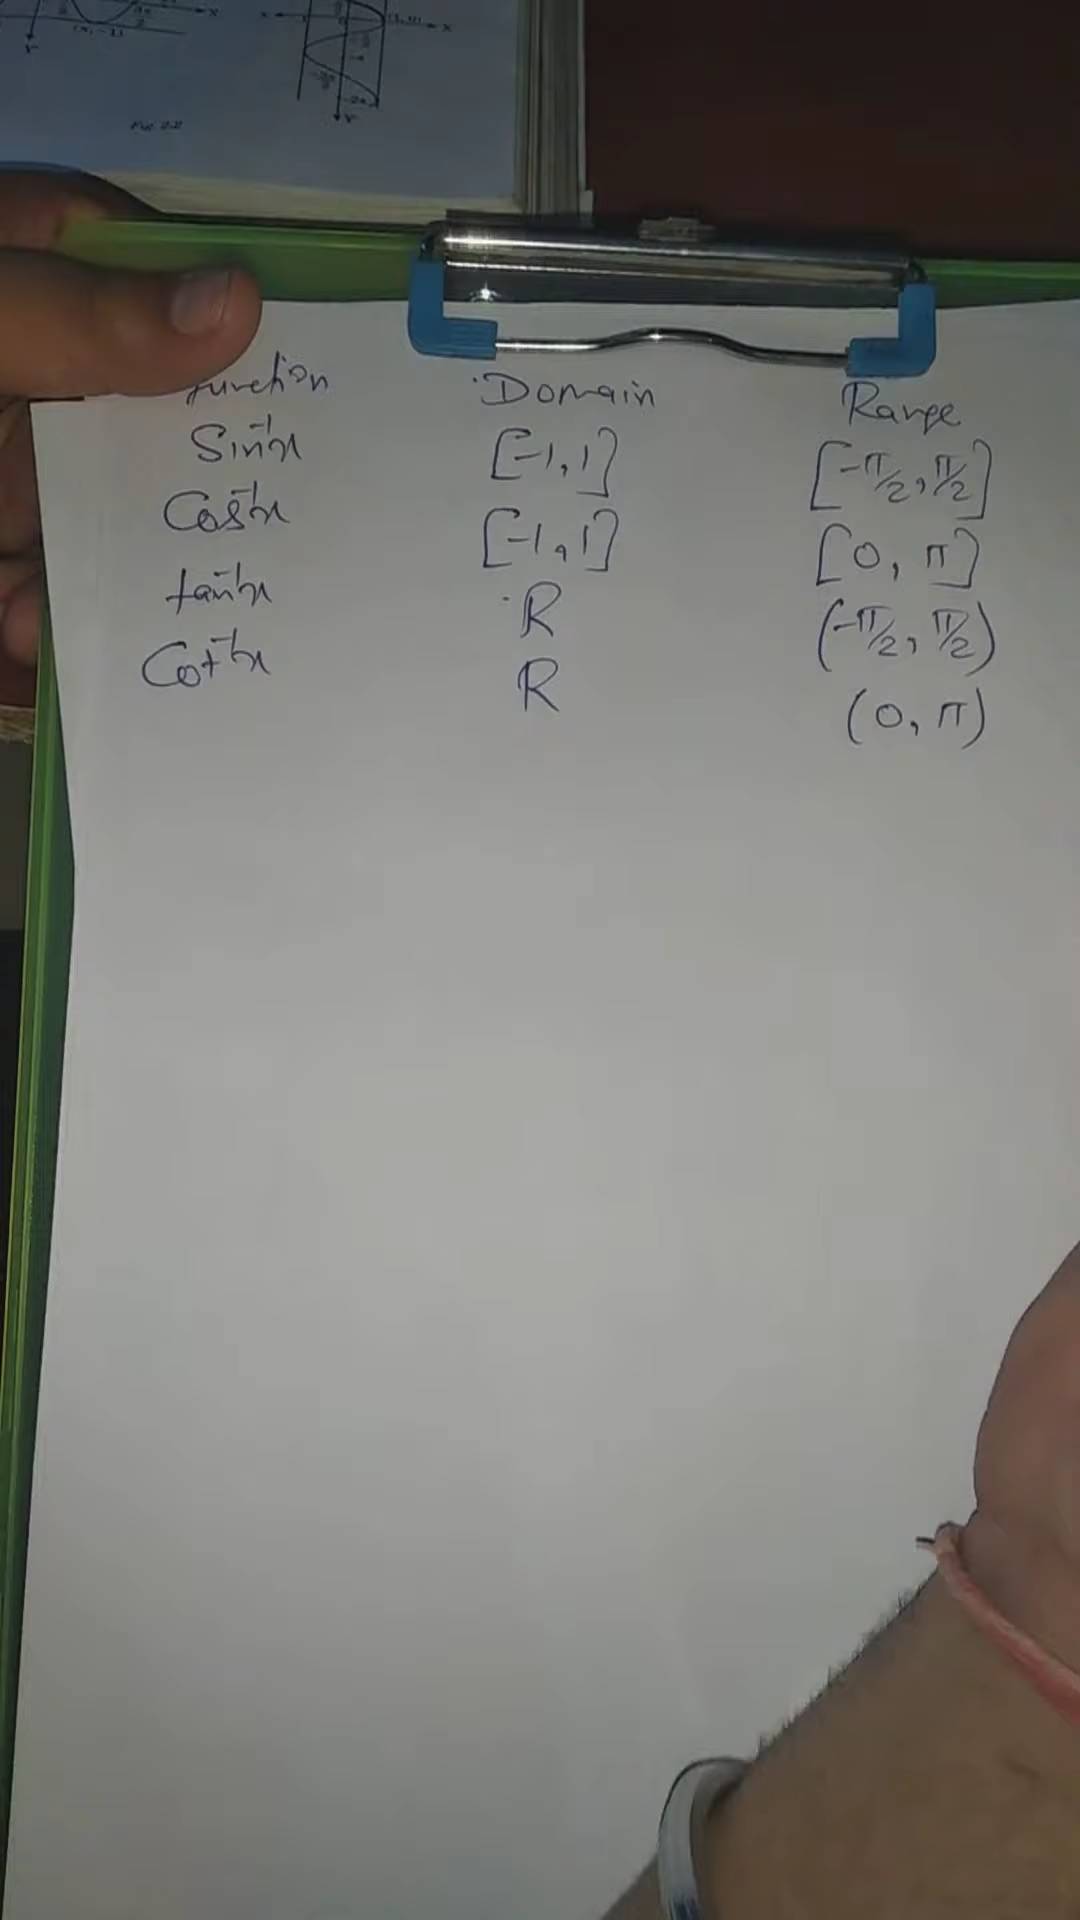 function Domain Range
Sin⁻¹x [-1,1] [-π/2, π/2]
Cos⁻¹x [-1,1] [0, π]
tan⁻¹x R (-π/2, π/2)
Cot⁻¹x R (0, π)